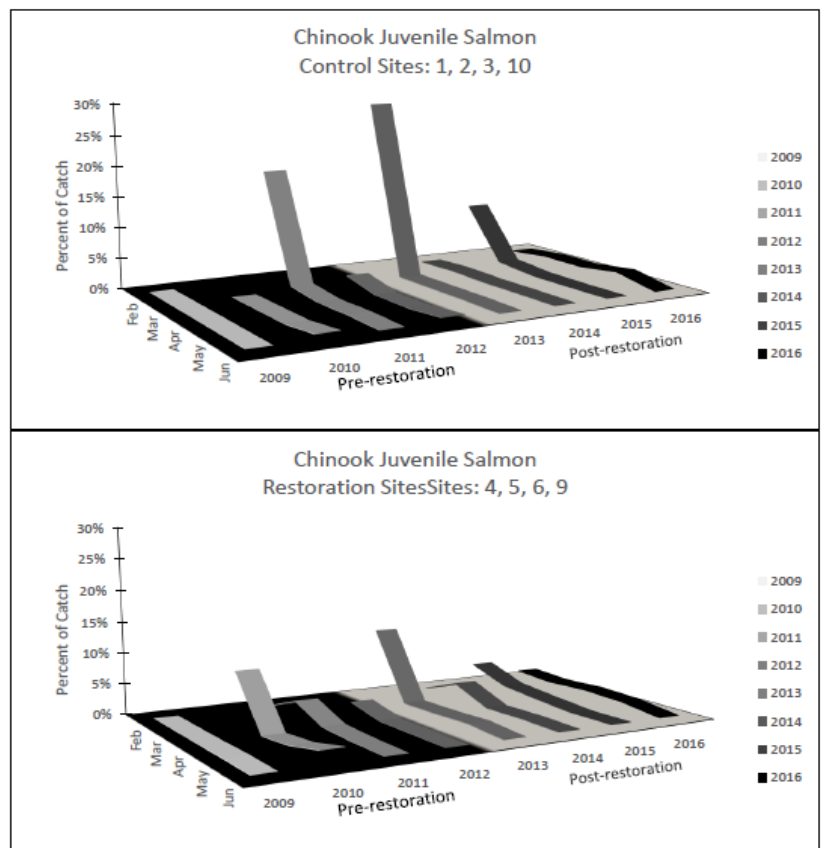 Chinook Juvenile Salmon
Control Sites: 1, 2, 3, 10
30%
25%
20%
15%
10%
5%
0%
Percent of Catch
Feb
Mar
Apr
May
Jun
2009
2010
2011
2012
2013
2014
2015
2016
Pre-restoration
Post-restoration
2009
2010
2011
2012
2013
2014
2015
2016
Chinook Juvenile Salmon
Restoration SitesSites: 4, 5, 6, 9
30%
25%
20%
15%
10%
5%
0%
Percent of Catch
Feb
Mar
Apr
May
Jun
2009
2010
2011
2012
2013
2014
2015
2016
Pre-restoration
Post-restoration
2009
2010
2011
2012
2013
2014
2015
2016